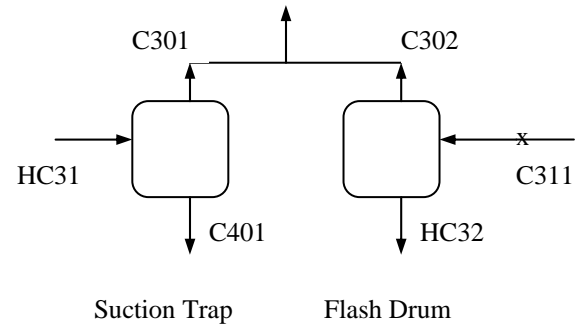 C301 C302
x
HC31 C311
C401 HC32
Suction Trap Flash Drum